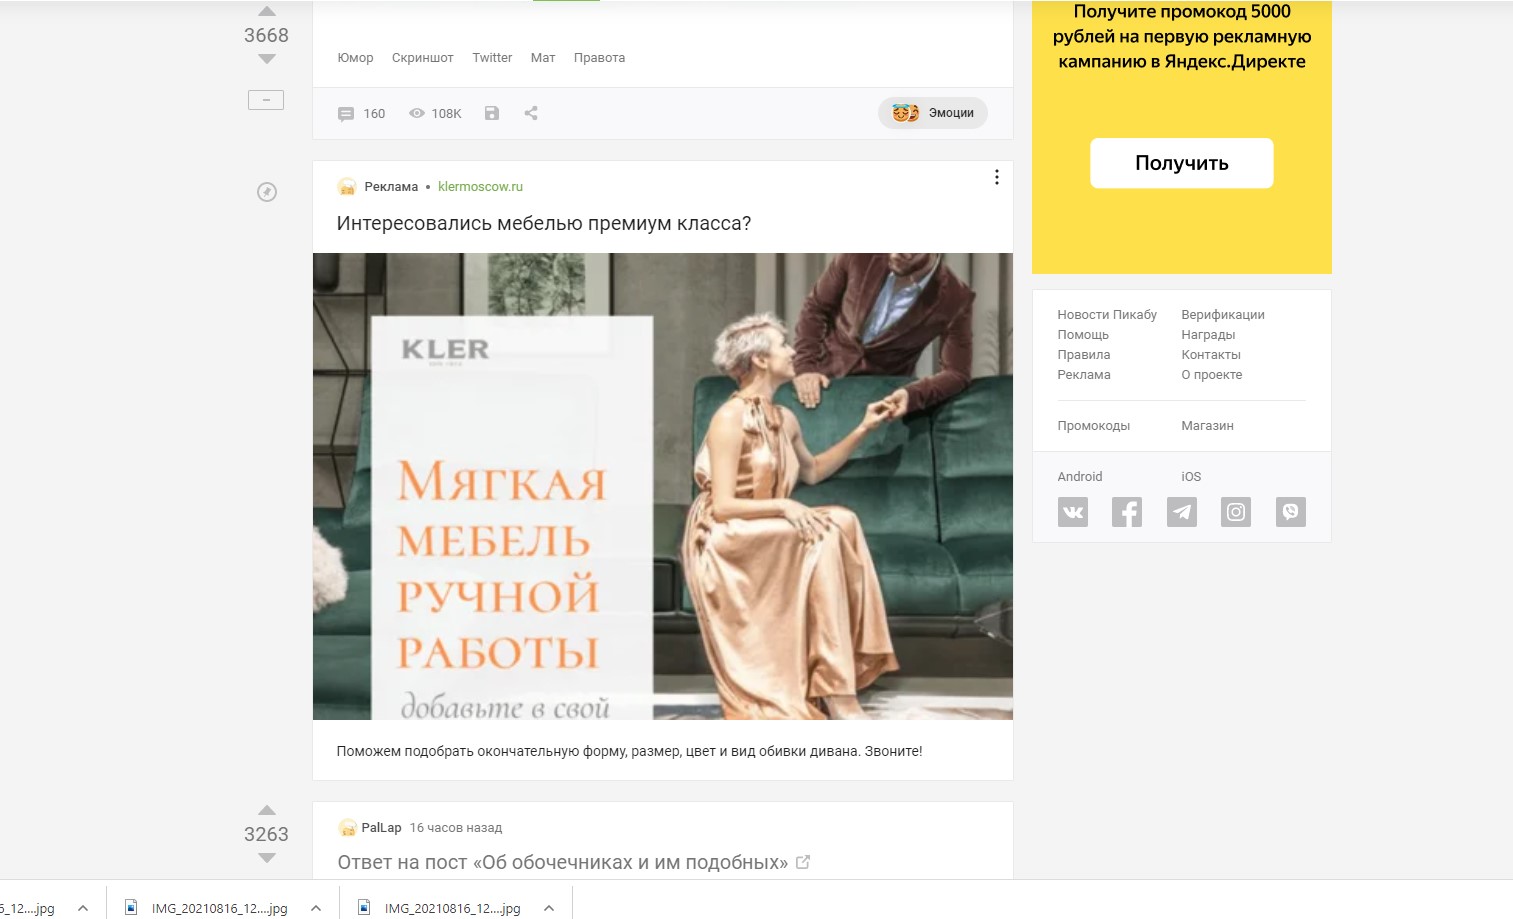 3668
Юмор Скриншот Twitter Мат Правота
160 108K
Эмоции
Реклама • klermoscow.ru
Интересовались мебелью премиум класса?
KLER
МЯГКАЯ
МЕБЕЛЬ
РУЧНОЙ
РАБОТЫ
добавьте в свой
Поможем подобрать окончательную форму, размер, цвет и вид обивки дивана. Звоните!
3263
PalLap 16 часов назад
Ответ на пост «Об обочечниках и им подобных»
Получите промокод 5000
рублей на первую рекламную
кампанию в Яндекс.Директе
Получить
Новости Пикабу Верификации
Помощь Награды
Правила Контакты
Реклама О проекте
Промокоды Магазин
Android iOS
6_12....jpg IMG_20210816_12....jpg IMG_20210816_12....jpg